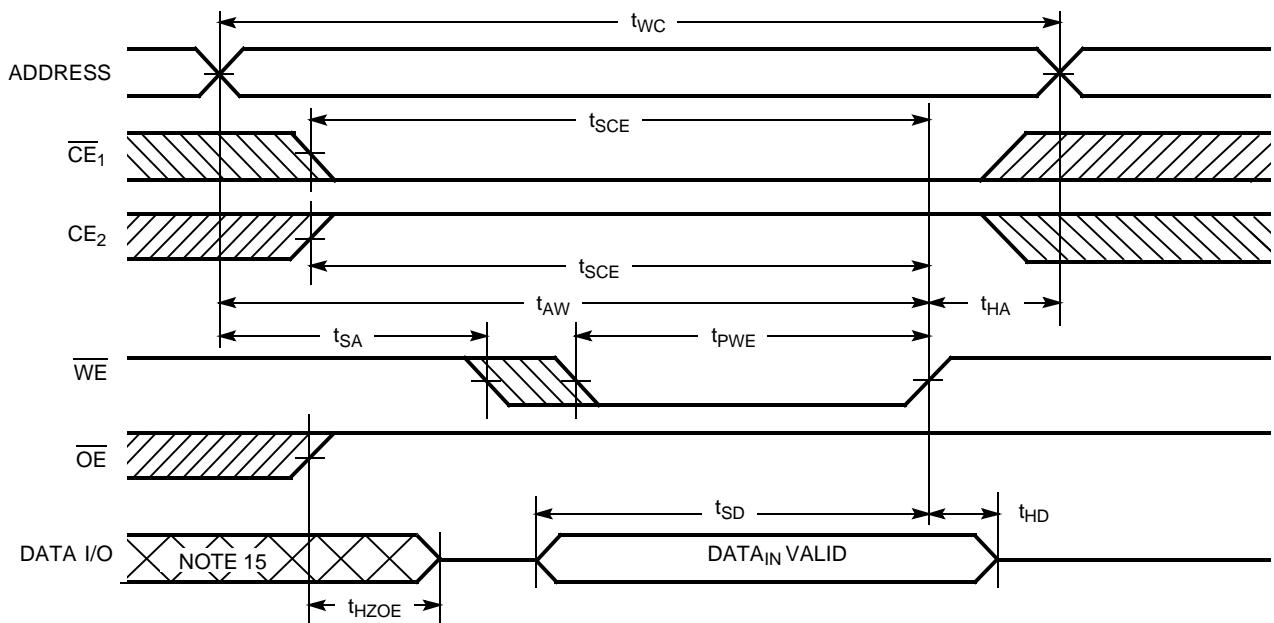 tWC
ADDRESS
tSCE
CE1
CE2
tSCE
tAW
tHA
tSA
tPWE
WE
OE
tSD
tHD
DATA I/O
NOTE 15
DATAIN VALID
tHZOE